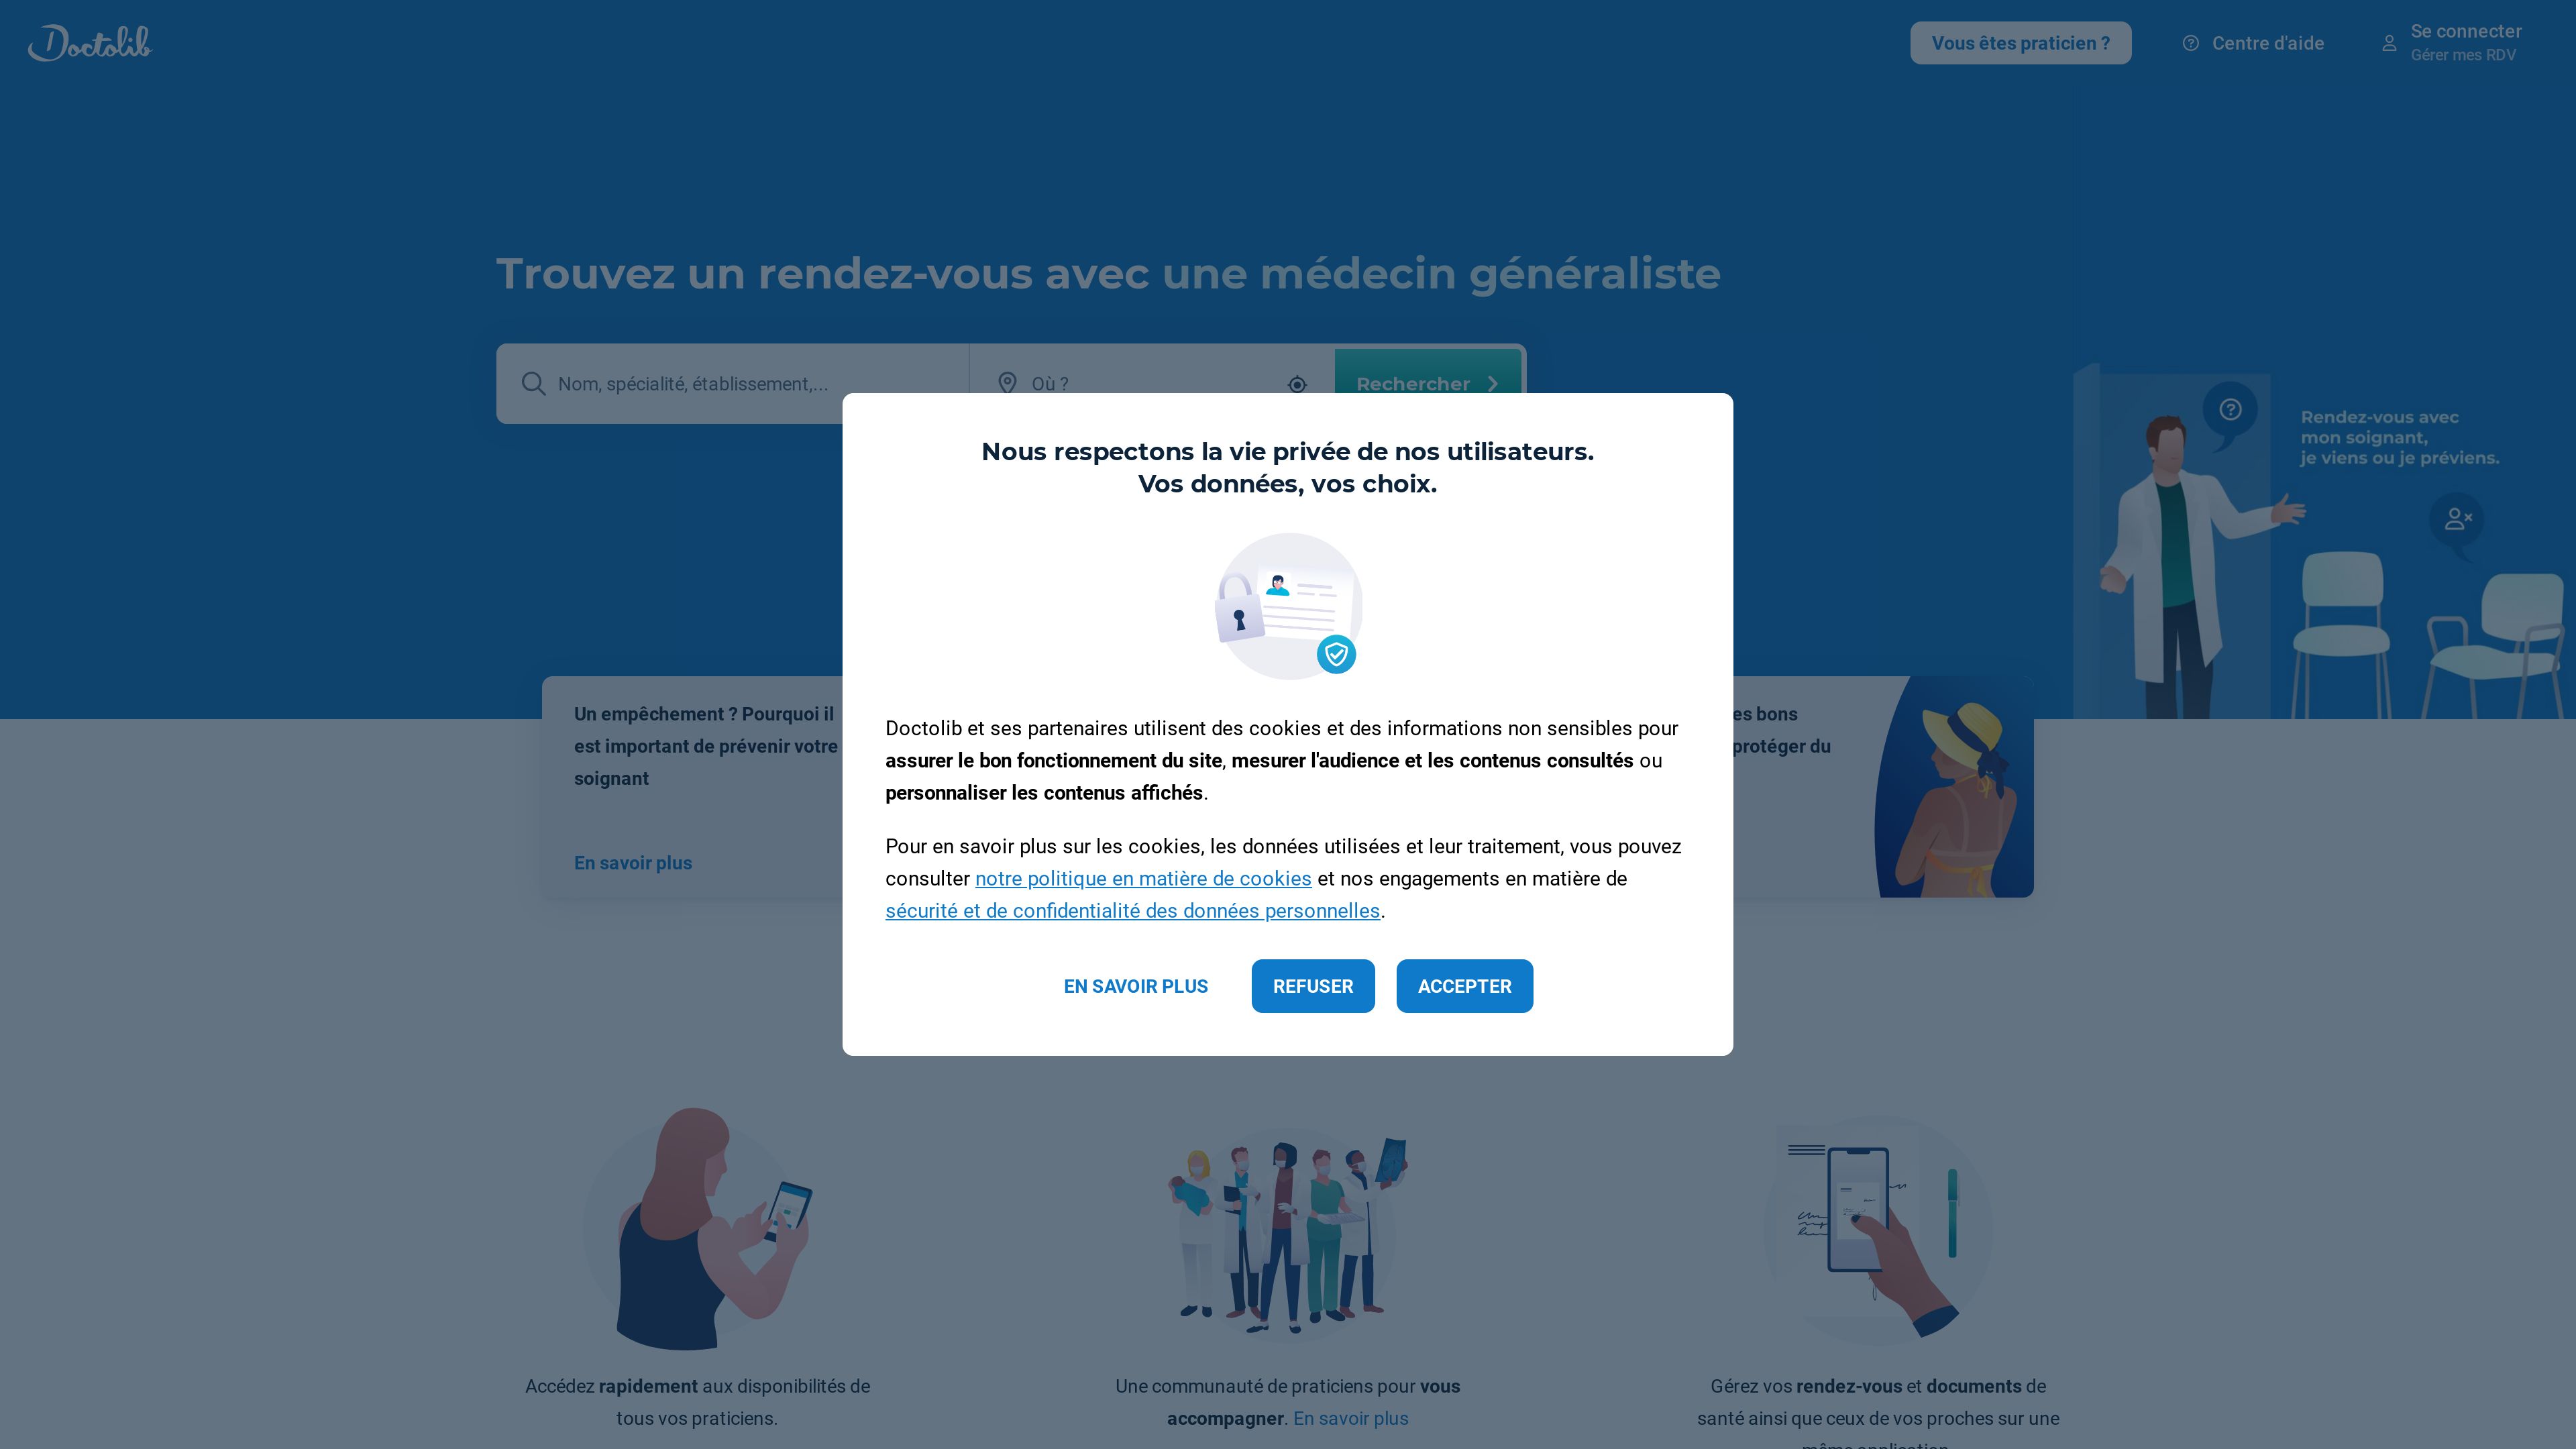 Doctolib
Vous êtes praticien ?
Centre d'aide
Se connecter
Gérer mes RDV
Trouvez un rendez-vous avec une médecin généraliste
Nom, spécialité, établissement,...
Où ?
Rechercher
Rendez-vous avec
mon soignant,
je viens ou je préviens.
Nous respectons la vie privée de nos utilisateurs.
Vos données, vos choix.
Doctolib et ses partenaires utilisent des cookies et des informations non sensibles pour
assurer le bon fonctionnement du site, mesurer l'audience et les contenus consultés ou
personnaliser les contenus affichés.
Pour en savoir plus sur les cookies, les données utilisées et leur traitement, vous pouvez
consulter notre politique en matière de cookies et nos engagements en matière de
sécurité et de confidentialité des données personnelles.
EN SAVOIR PLUS
REFUSER
ACCEPTER
Un empêchement ? Pourquoi il
est important de prévenir votre
soignant
En savoir plus
es bons
protéger du
Accédez rapidement aux disponibilités de
tous vos praticiens.
Une communauté de praticiens pour vous
accompagner. En savoir plus
Gérez vos rendez-vous et documents de
santé ainsi que ceux de vos proches sur une